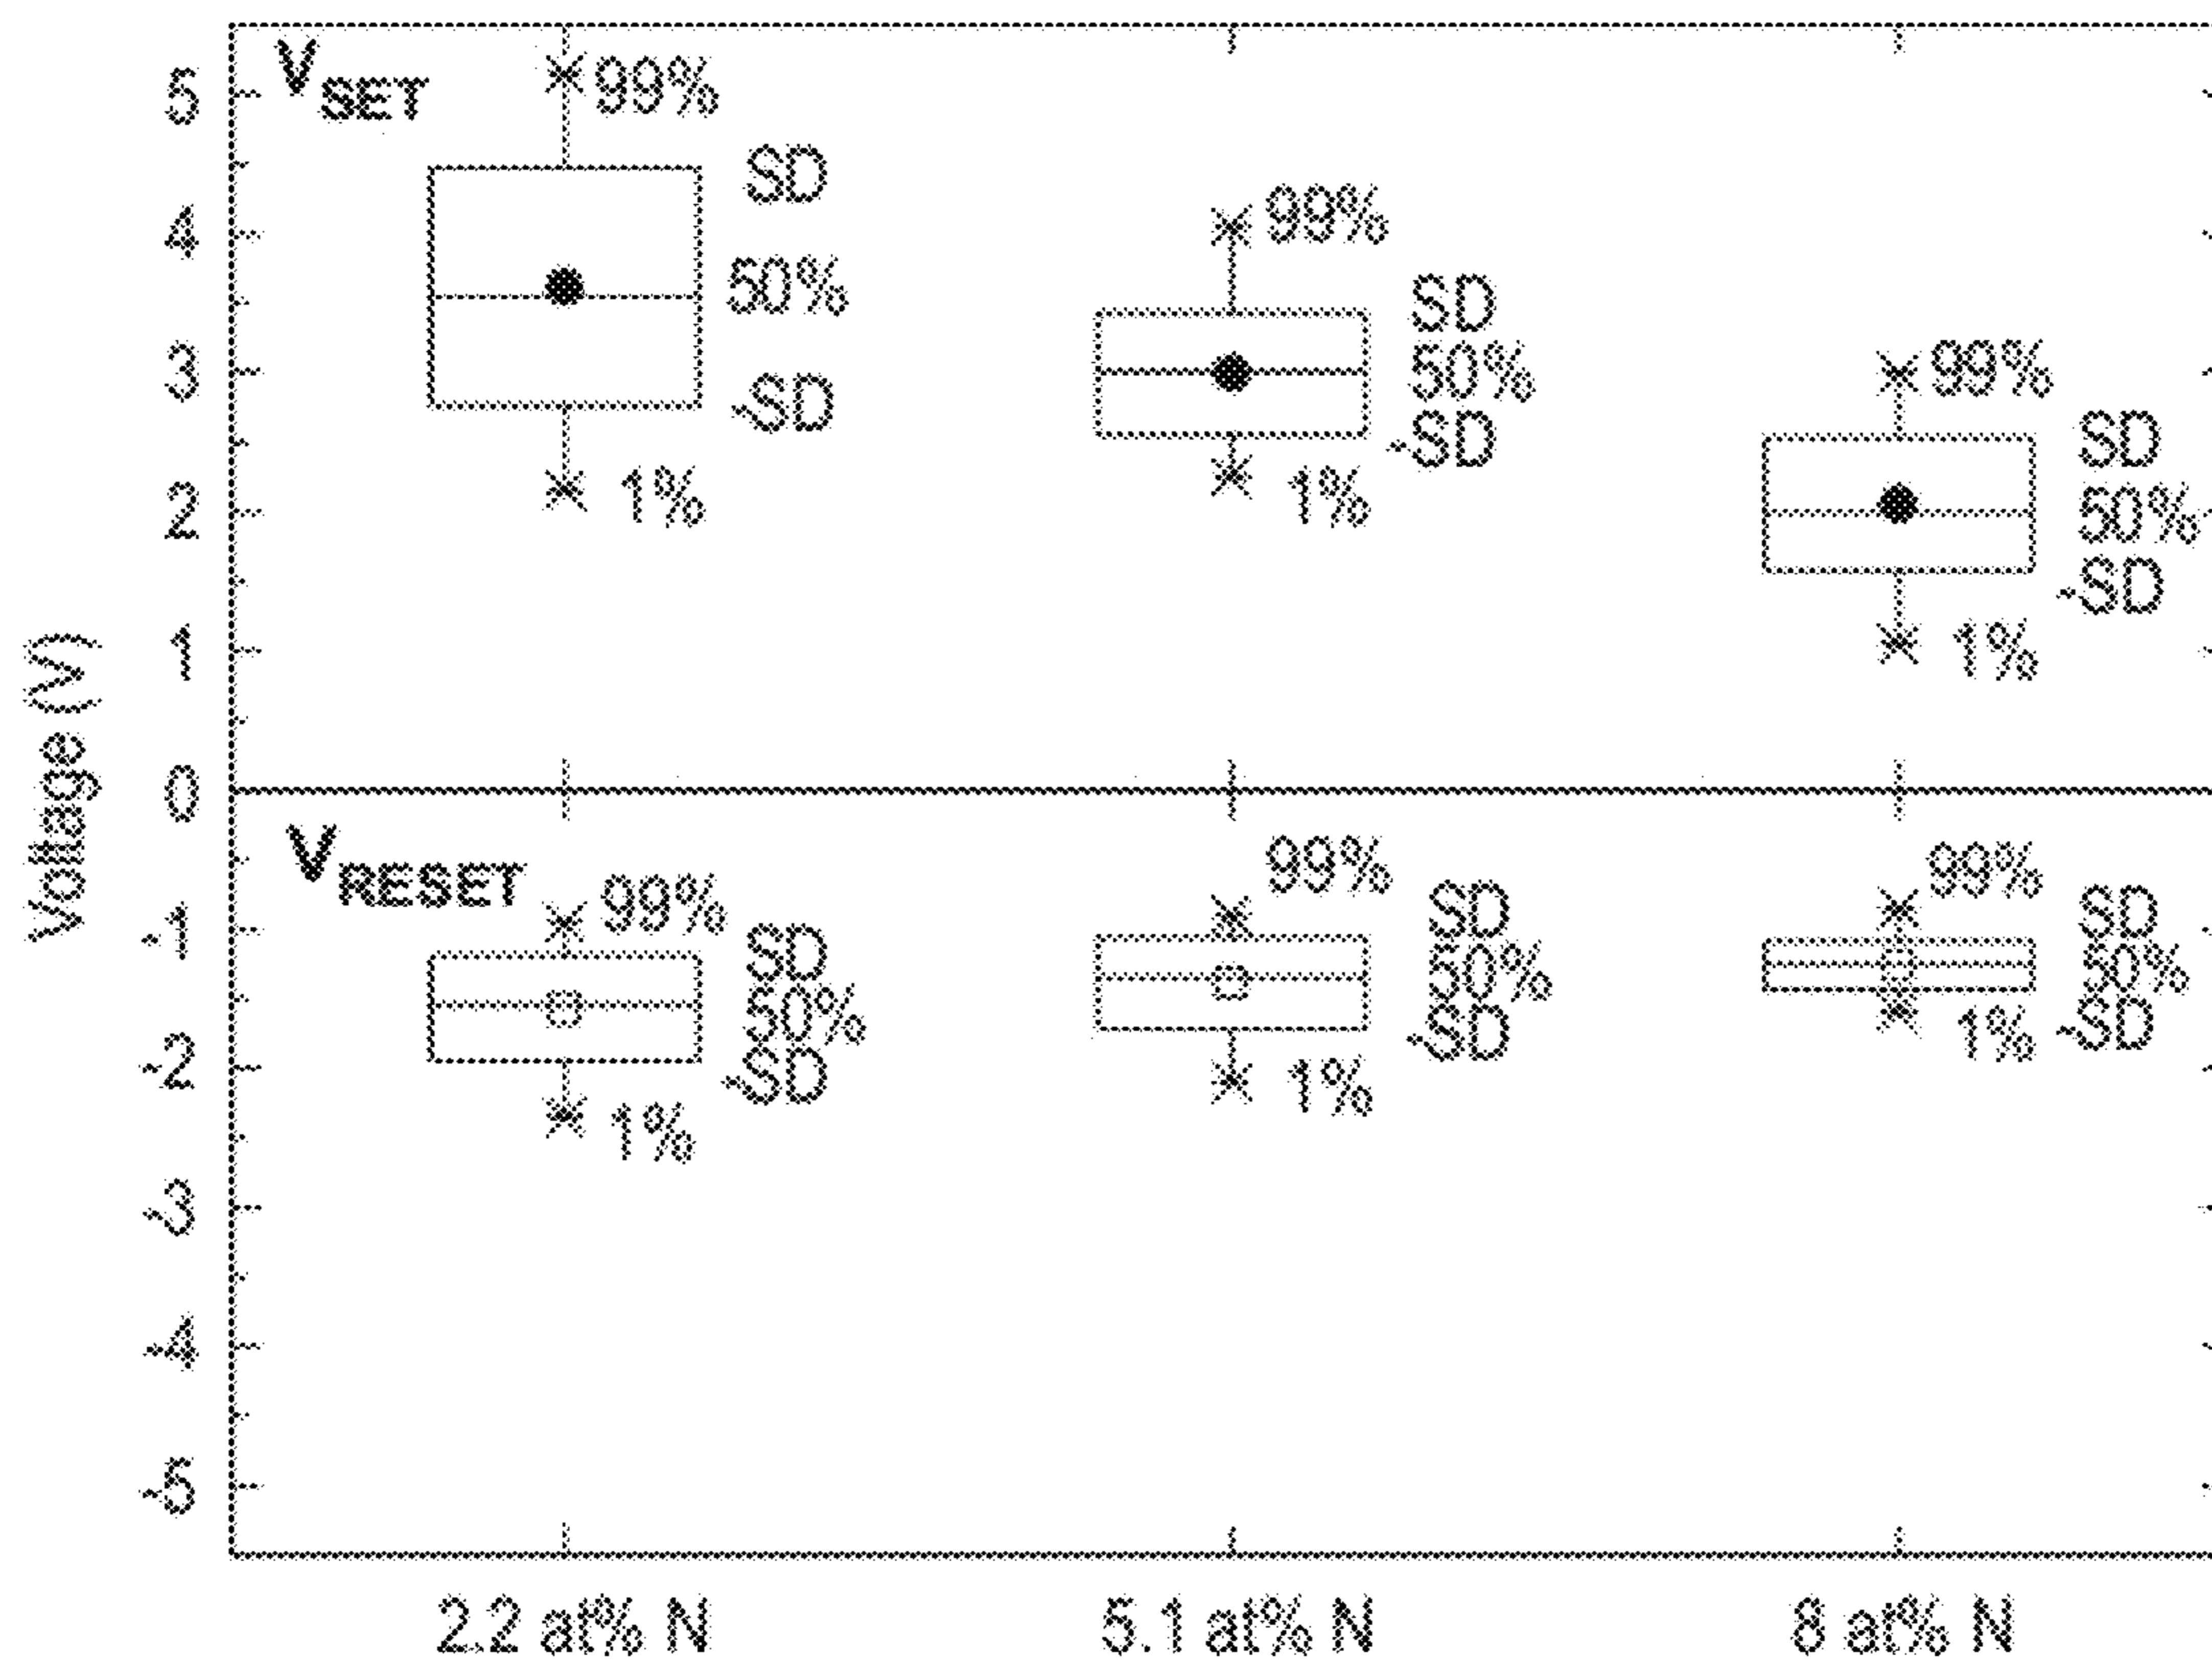 V_SET
5
4
3
2
1
0
-1
-2
-3
-4
-5
Voltage (V)
99%
SD
50%
-SD
1%
99%
SD
50%
-SD
1%
99%
SD
50%
-SD
1%
V_RESET
99%
SD
50%
-SD
1%
99%
SD
50%
-SD
1%
99%
SD
50%
-SD
1%
2.2 at% N
5.1 at% N
8 at% N